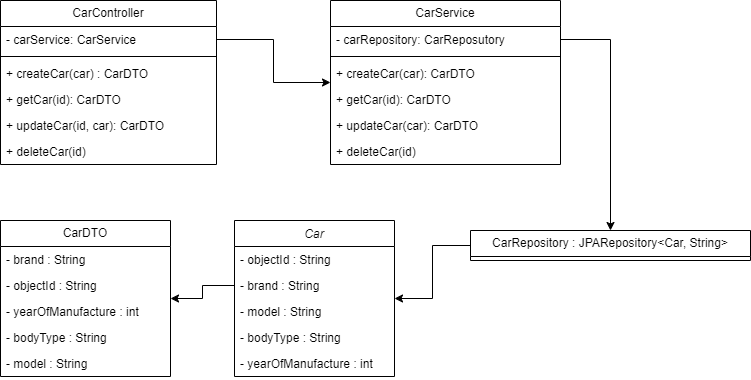 CarController
- carService: CarService
+ createCar(car) : CarDTO
+ getCar(id): CarDTO
+ updateCar(id, car): CarDTO
+ deleteCar(id)
CarService
- carRepository: CarReposutory
+ createCar(car): CarDTO
+ getCar(id): CarDTO
+ updateCar(car): CarDTO
+ deleteCar(id)
CarDTO
- brand : String
- objectId : String
- yearOfManufacture : int
- bodyType : String
- model : String
Car
- objectId : String
- brand : String
- model : String
- bodyType : String
- yearOfManufacture : int
CarRepository : JPARepository<Car, String>